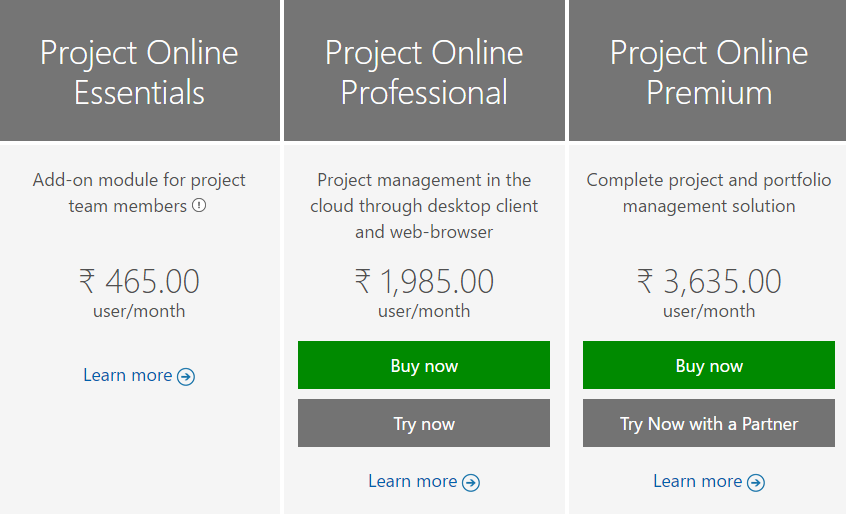 Project Online
Essentials
Add-on module for project
team members
₹ 465.00
user/month
Learn more
Project Online
Professional
Project management in the
cloud through desktop client
and web-browser
₹ 1,985.00
user/month
Buy now
Try now
Learn more
Project Online
Premium
Complete project and portfolio
management solution
₹ 3,635.00
user/month
Buy now
Try Now with a Partner
Learn more